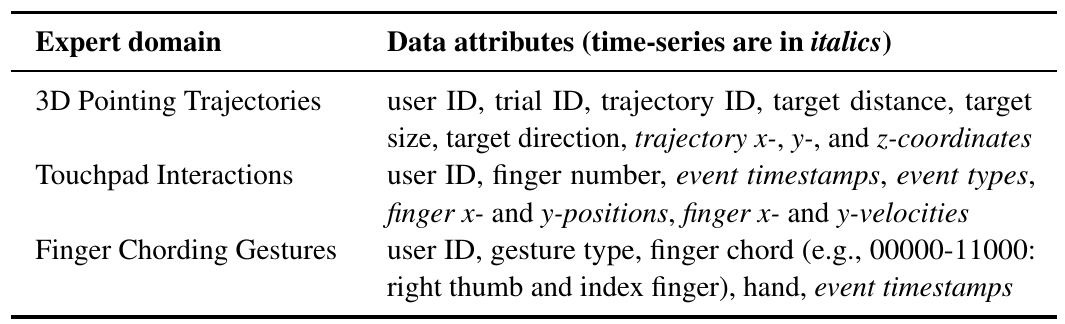 Expert domain Data attributes (time-series are in italics)
3D Pointing Trajectories user ID, trial ID, trajectory ID, target distance, target
size, target direction, trajectory x-, y-, and z-coordinates
Touchpad Interactions user ID, finger number, event timestamps, event types,
finger x- and y-positions, finger x- and y-velocities
Finger Chording Gestures user ID, gesture type, finger chord (e.g., 00000-11000:
right thumb and index finger), hand, event timestamps